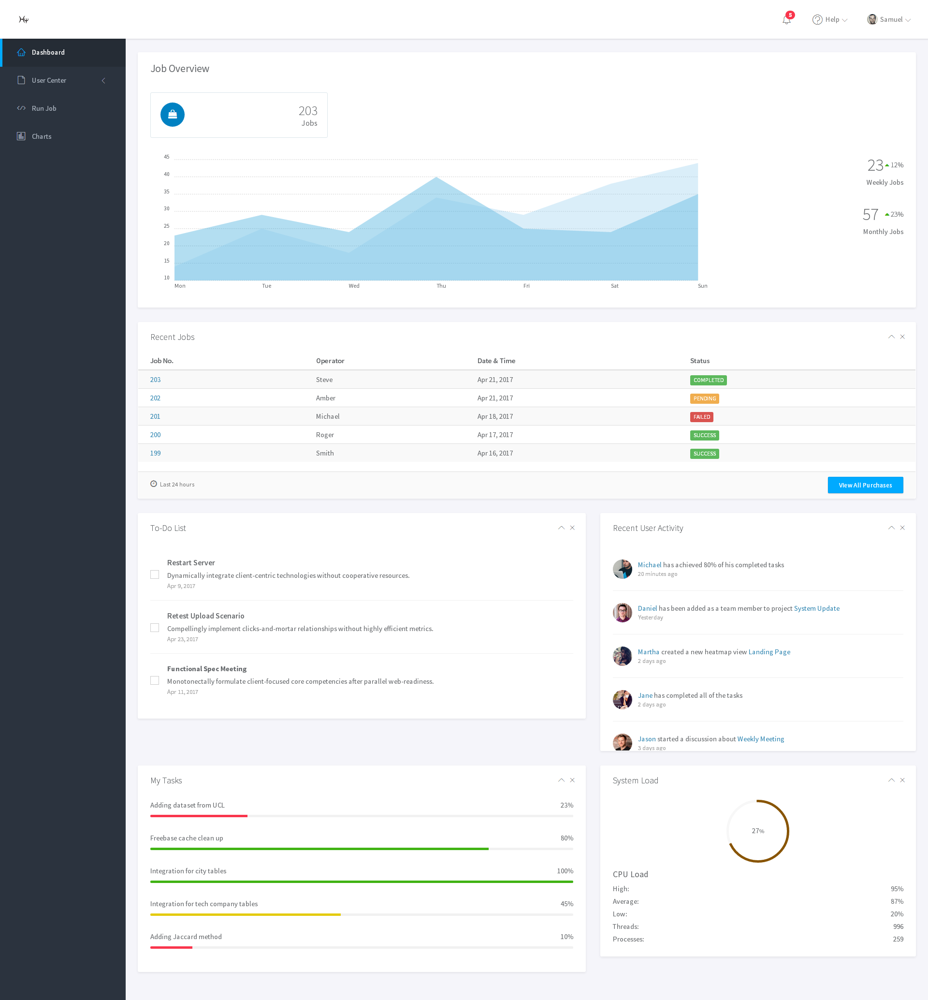 5
Help
Samuel
Dashboard
User Center
Run Job
Charts
Job Overview
203
Jobs
45
40
35
30
25
20
15
10
Mon Tue Wed Thu Fri Sat Sun
23 12%
Weekly Jobs
57 23%
Monthly Jobs
Recent Jobs
Job No. Operator Date & Time Status
203 Steve Apr 21, 2017 COMPLETED
202 Amber Apr 21, 2017 PENDING
201 Michael Apr 18, 2017 FAILED
200 Roger Apr 17, 2017 SUCCESS
199 Smith Apr 16, 2017 SUCCESS
Last 24 hours
View All Purchases
To-Do List
Restart Server
Dynamically integrate client-centric technologies without cooperative resources.
Apr 9, 2017
Retest Upload Scenario
Compellingly implement clicks-and-mortar relationships without highly efficient metrics.
Apr 23, 2017
Functional Spec Meeting
Monotonectally formulate client-focused core competencies after parallel web-readiness.
Apr 11, 2017
Recent User Activity
Michael has achieved 80% of his completed tasks
20 minutes ago
Daniel has been added as a team member to project System Update
Yesterday
Martha created a new heatmap view Landing Page
2 days ago
Jane has completed all of the tasks
2 days ago
Jason started a discussion about Weekly Meeting
3 days ago
My Tasks
Adding dataset from UCL 23%
Freebase cache clean up 80%
Integration for city tables 100%
Integration for tech company tables 45%
Adding Jaccard method 10%
System Load
27%
CPU Load
High: 95%
Average: 87%
Low: 20%
Threads: 996
Processes: 259